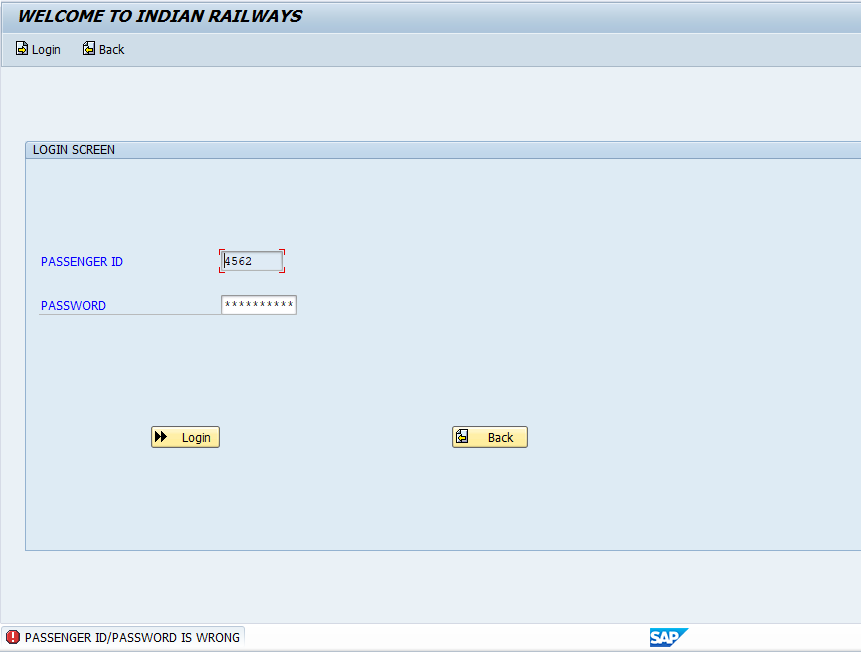 WELCOME TO INDIAN RAILWAYS
Login Back
LOGIN SCREEN
PASSENGER ID 4562
PASSWORD **********
Login Back
PASSENGER ID/PASSWORD IS WRONG SAP